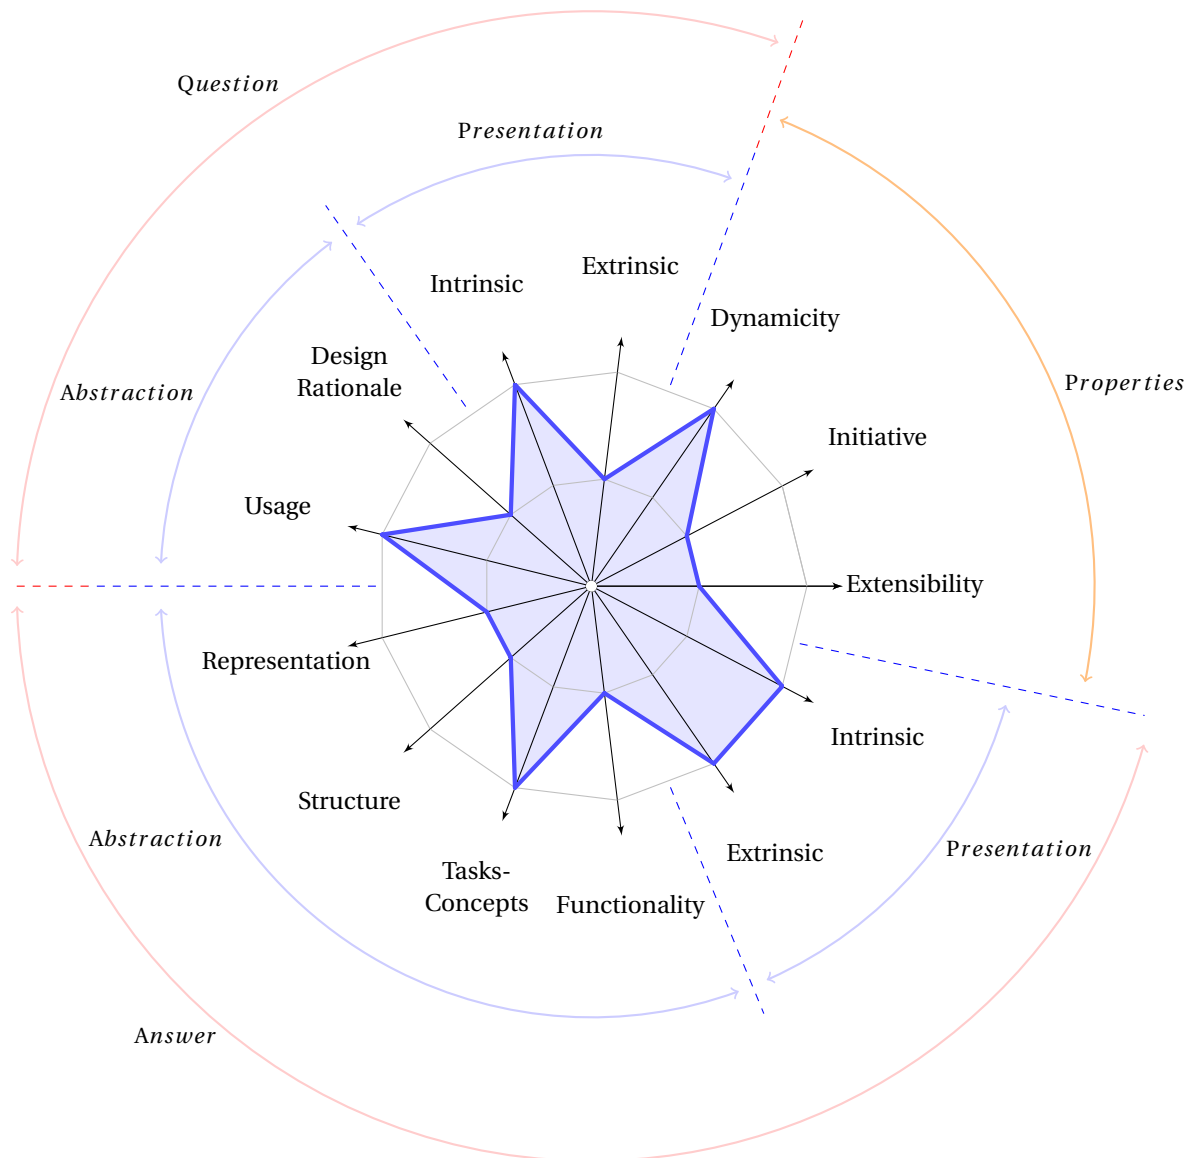 Question
Presentation
Extrinsic
Intrinsic
Dynamicity
Design
Rationale
Properties
Abstraction
Initiative
Usage
Extensibility
Representation
Intrinsic
Structure
Abstraction
Presentation
Extrinsic
Tasks-
Concepts
Functionality
Answer